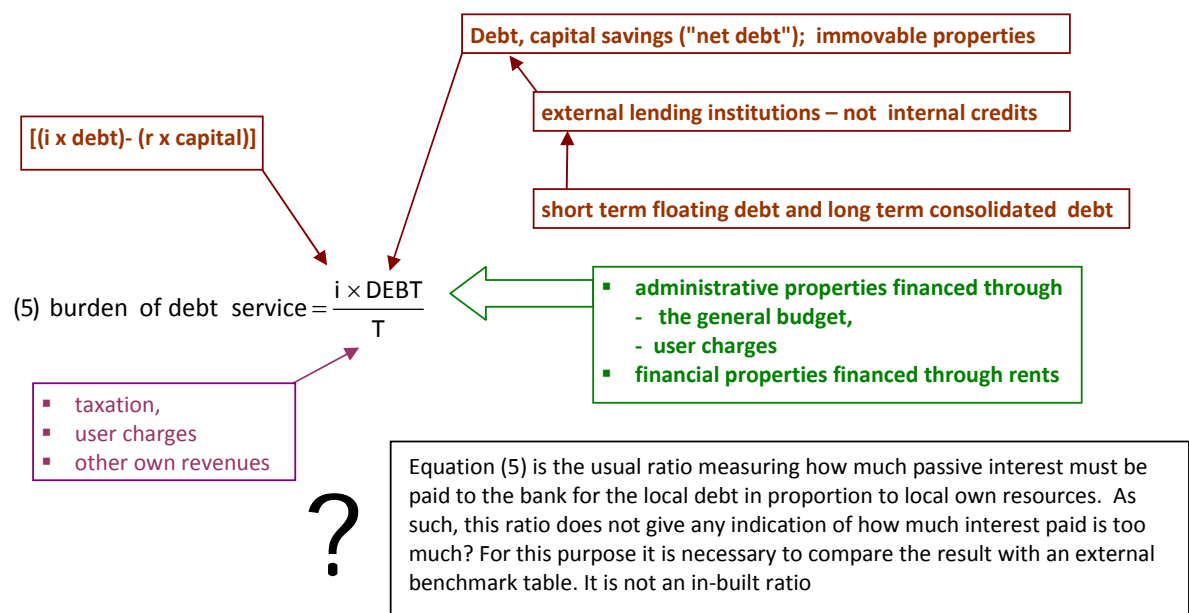 Debt, capital savings ("net debt"); immovable properties
external lending institutions – not internal credits
[(i x debt)- (r x capital)]
short term floating debt and long term consolidated debt
(5) burden of debt service = i × DEBT / T
▪ administrative properties financed through
- the general budget,
- user charges
▪ financial properties financed through rents
▪ taxation,
▪ user charges
▪ other own revenues
?
Equation (5) is the usual ratio measuring how much passive interest must be
paid to the bank for the local debt in proportion to local own resources. As
such, this ratio does not give any indication of how much interest paid is too
much? For this purpose it is necessary to compare the result with an external
benchmark table. It is not an in-built ratio